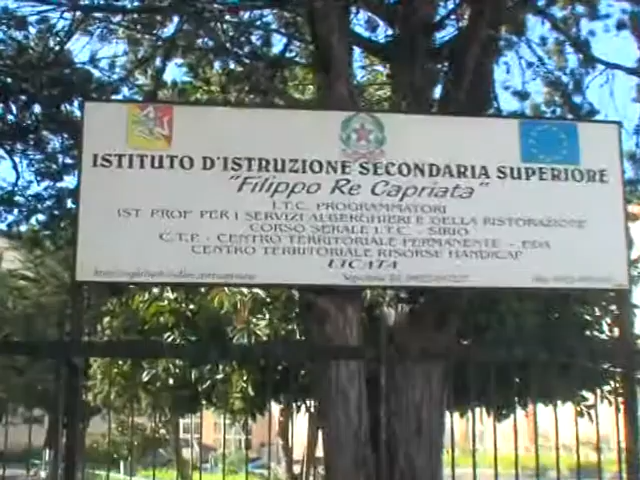 ISTITUTO D'ISTRUZIONE SECONDARIA SUPERIORE
"Filippo Re Capriata"
I.T.C. PROGRAMMATORI
IST PROF PER I SERVIZI ALBERGHIERI E DELLA RISTORAZIONE
CORSO SERALE I.T.C. - SIRIO
C.T.P. - CENTRO TERRITORIALE PERMANENTE - EDA
CENTRO TERRITORIALE RISORSE HANDICAP
LICATA